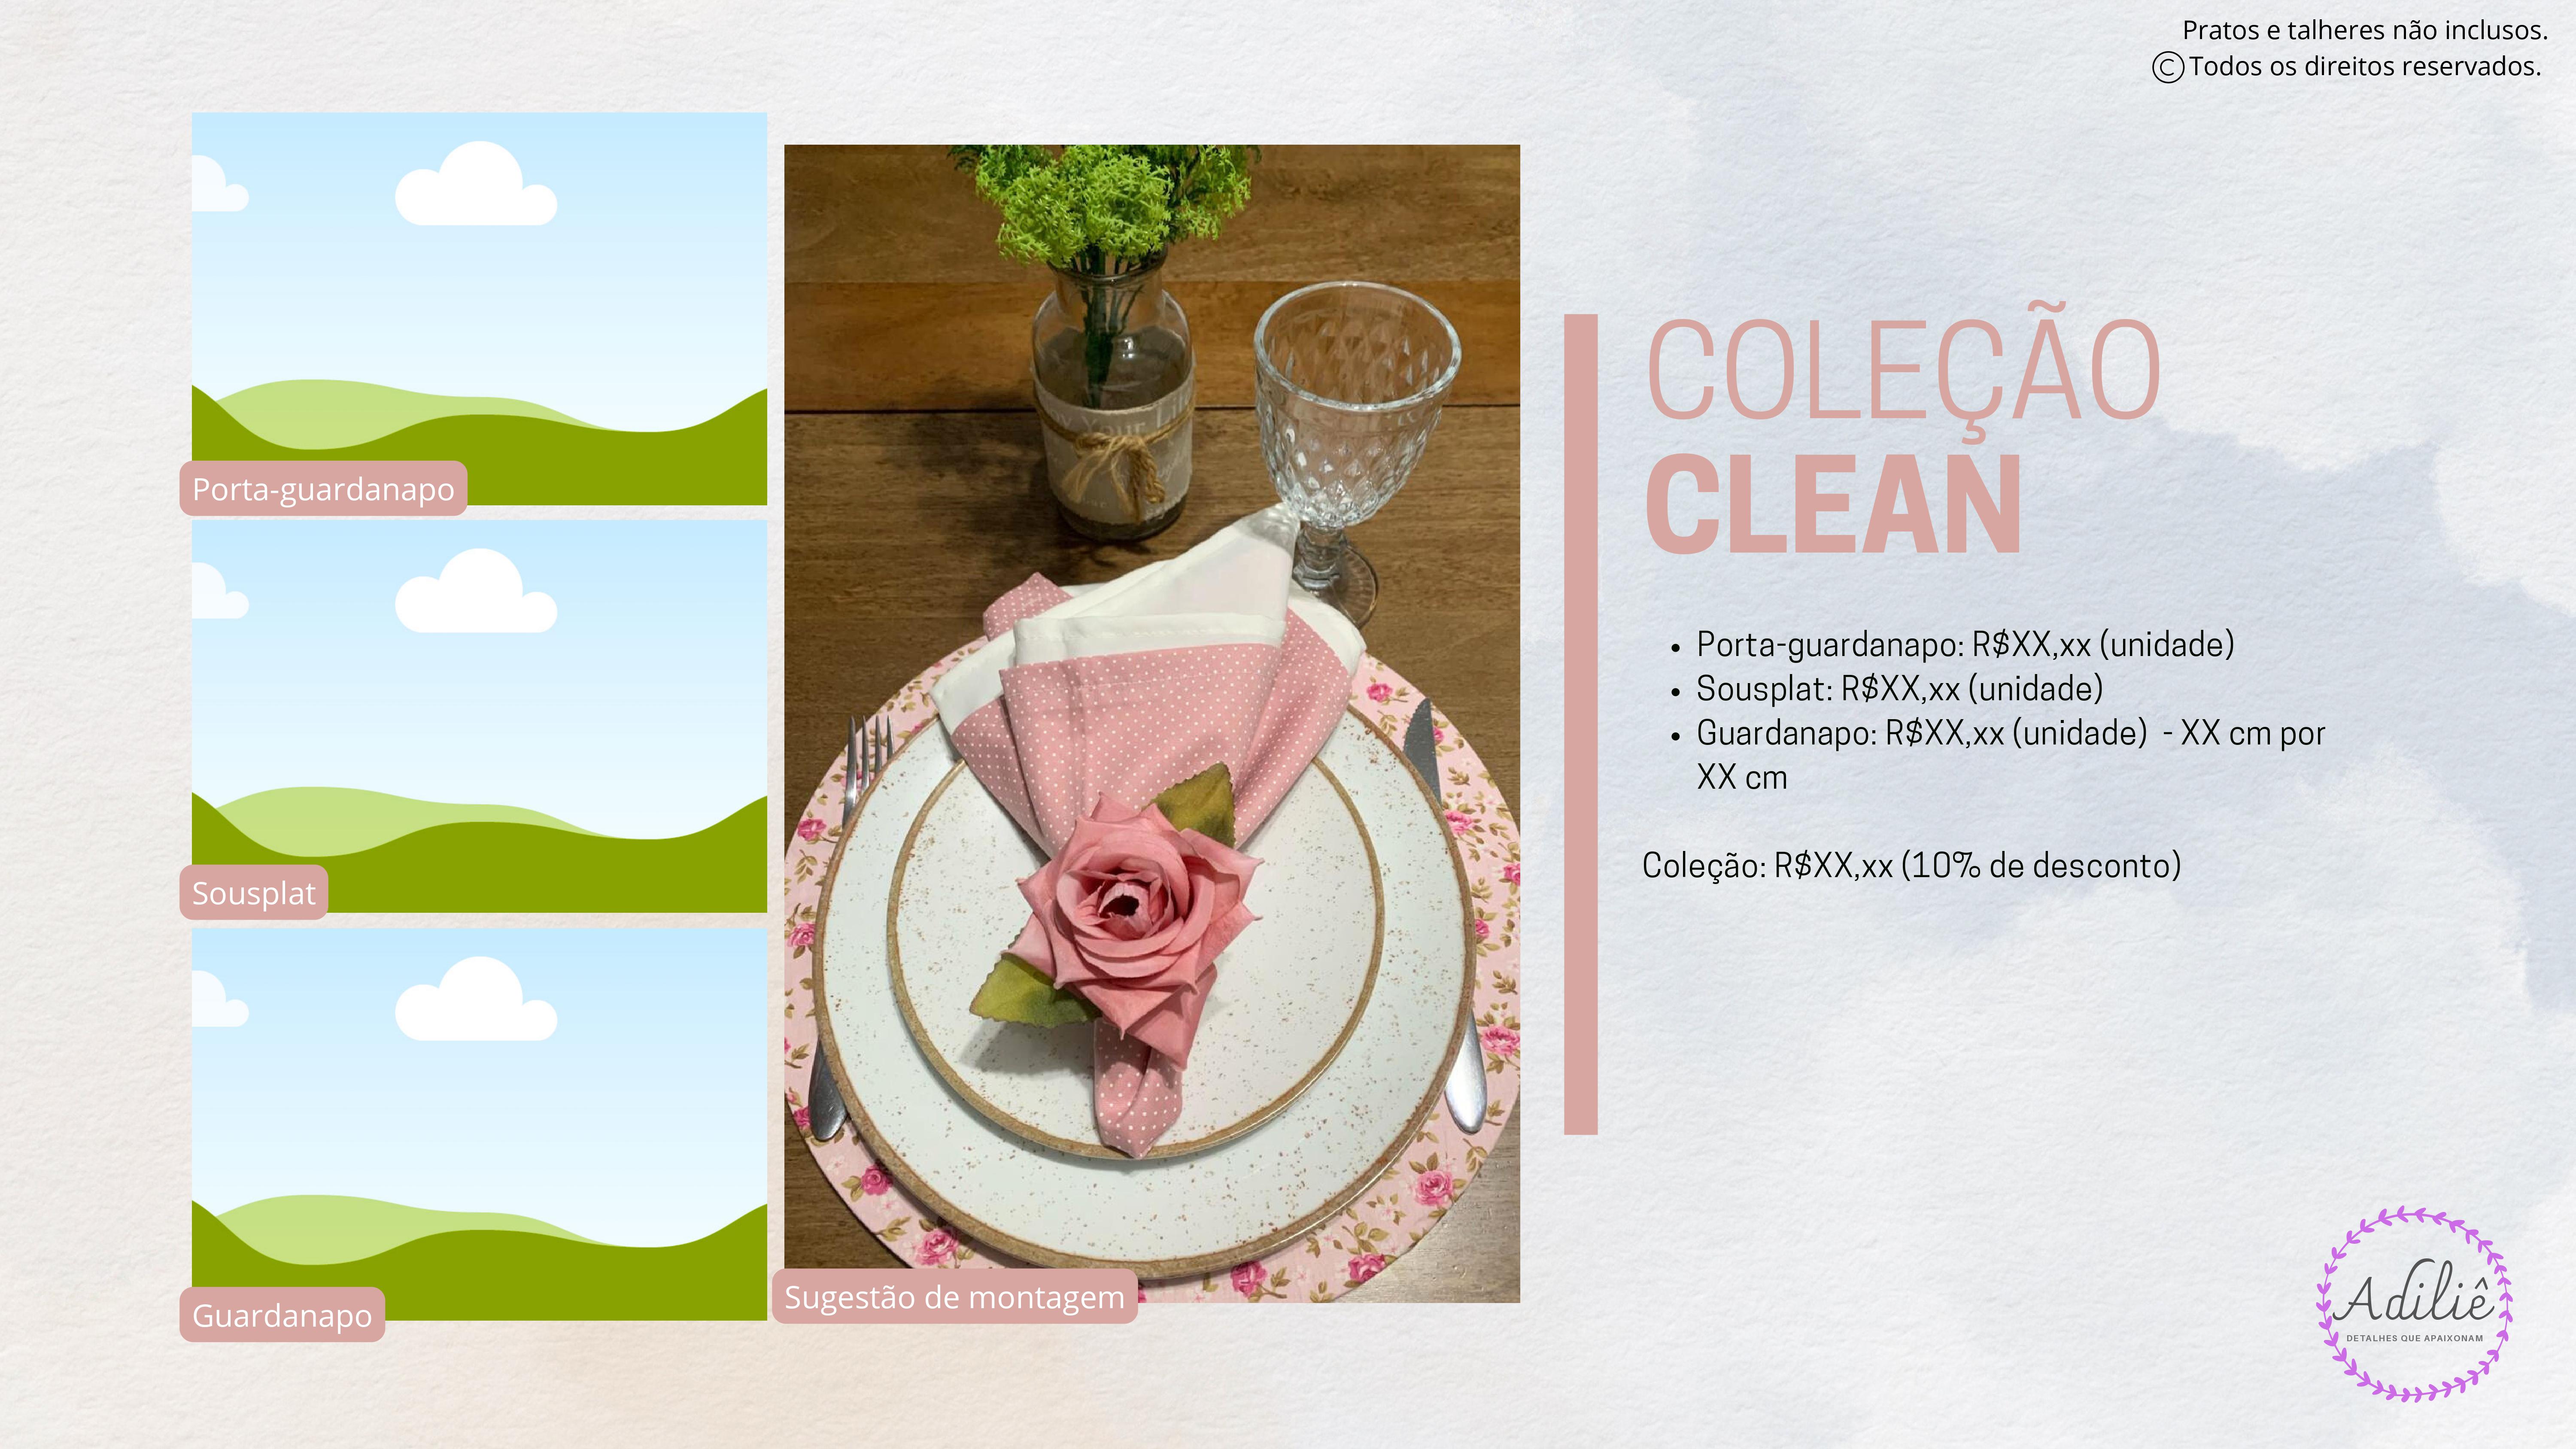 Pratos e talheres não inclusos.
©Todos os direitos reservados.
Porta-guardanapo
Sousplat
Guardanapo
Your
Sugestão de montagem
COLEÇÃO
CLEAN
• Porta-guardanapo: R$XX,xx (unidade)
• Sousplat: R$XX,xx (unidade)
• Guardanapo: R$XX,xx (unidade) - XX cm por
XX cm
Coleção: R$XX,xx (10% de desconto)
Adiliê
DETALHES QUE APAIXONAM